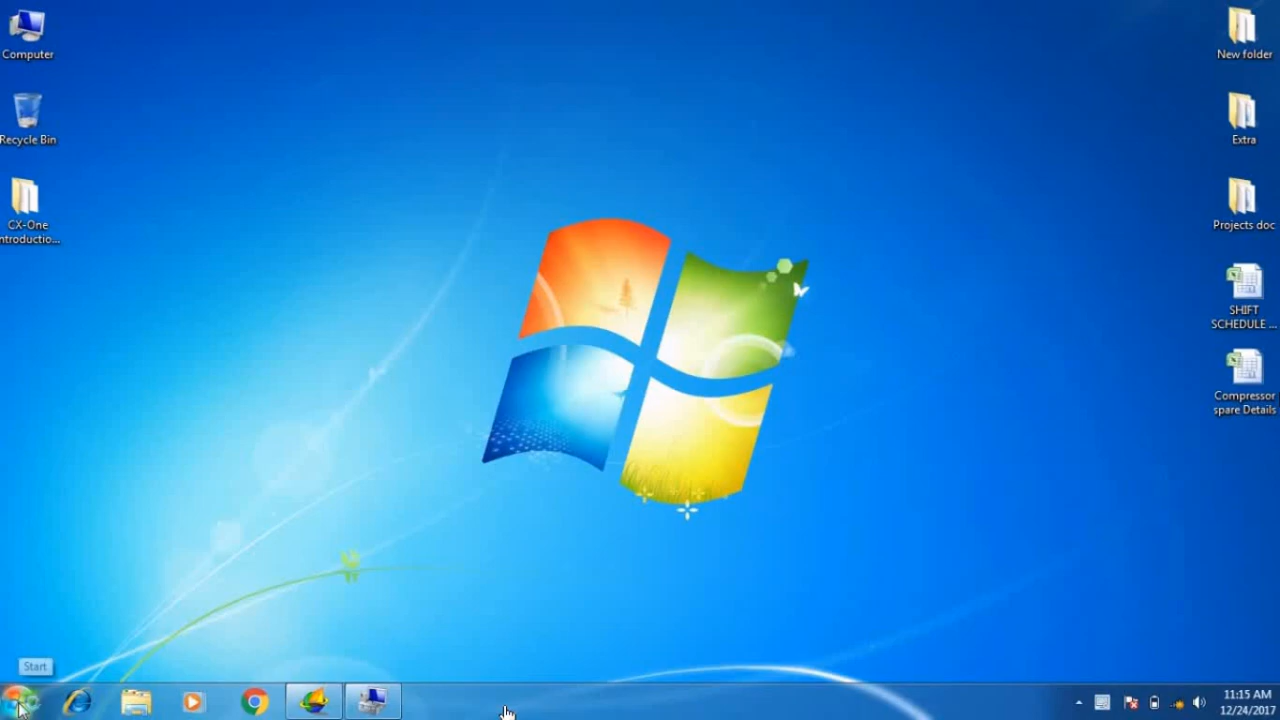 Computer
New folder
Recycle Bin
Extra
CX-One
ntroductio...
Projects doc
SHIFT
SCHEDULE ...
Compressor
spare Details
Start
11:15 AM
12/24/2017